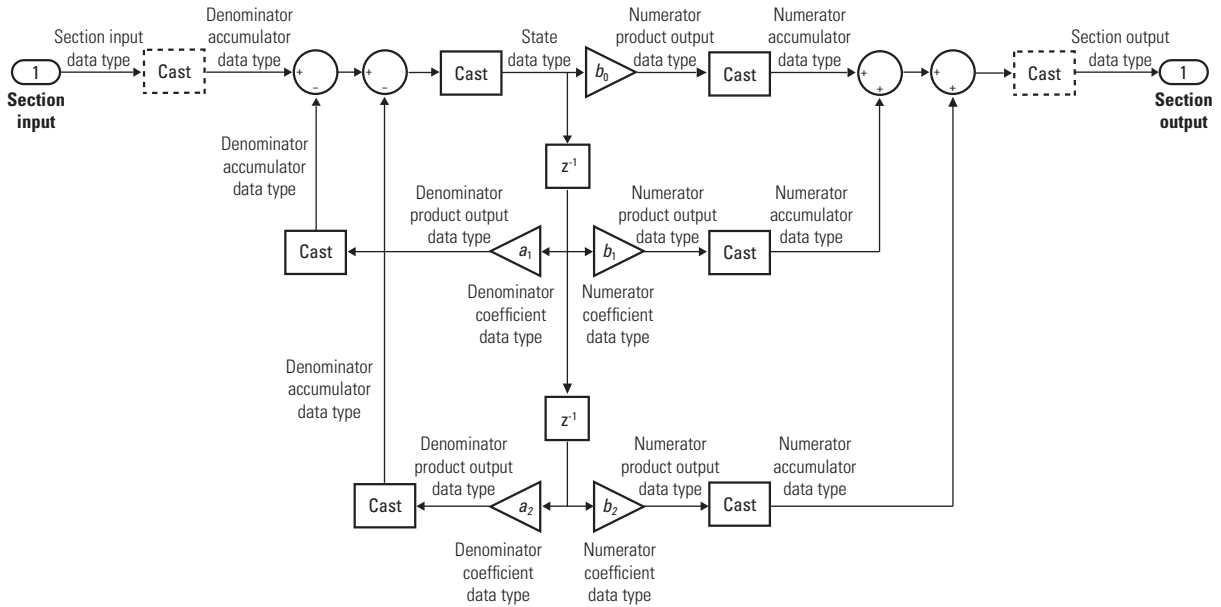 Section input
data type
1
Section
input
Cast
Denominator
accumulator
data type
+
−
+
−
Cast
State
data type
b0
Numerator
product output
data type
Cast
Numerator
accumulator
data type
+
+
+
+
Cast
Section output
data type
1
Section
output
Denominator
accumulator
data type
z-1
Cast
Denominator
product output
data type
a1
b1
Numerator
product output
data type
Cast
Numerator
accumulator
data type
Denominator
coefficient
data type
Numerator
coefficient
data type
Denominator
accumulator
data type
z-1
Cast
Denominator
product output
data type
a2
b2
Numerator
product output
data type
Cast
Numerator
accumulator
data type
Denominator
coefficient
data type
Numerator
coefficient
data type